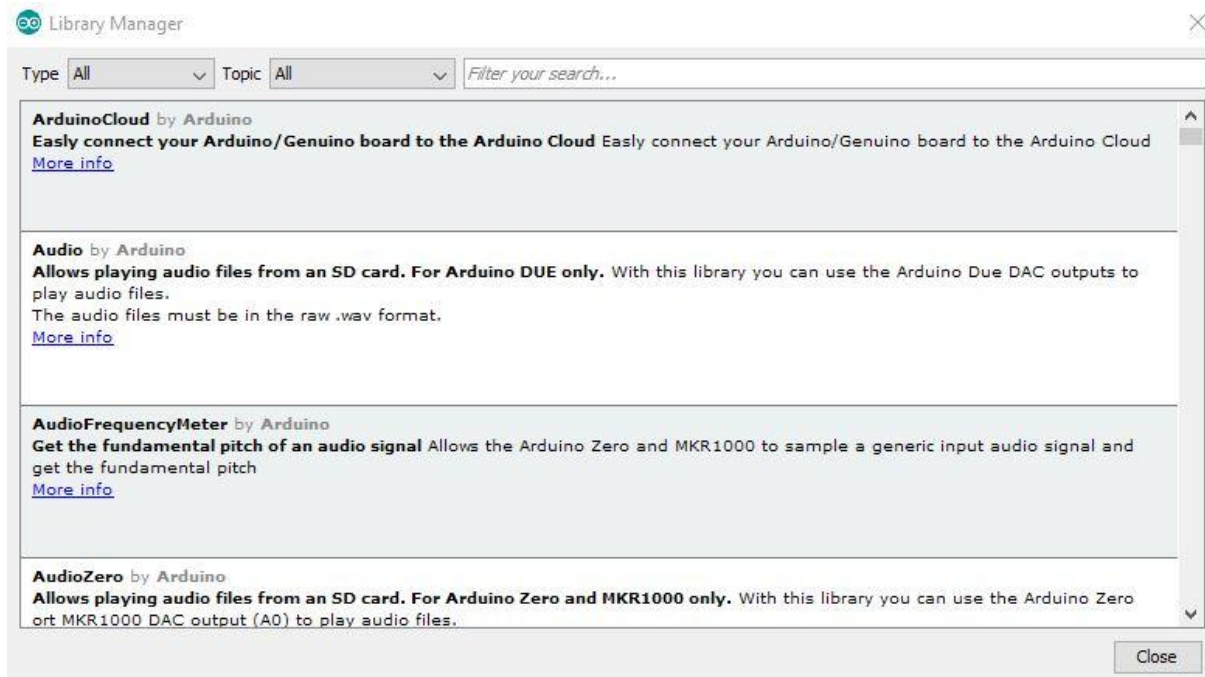 Library Manager
Type All Topic All Filter your search...
ArduinoCloud by Arduino
Easly connect your Arduino/Genuino board to the Arduino Cloud Easly connect your Arduino/Genuino board to the Arduino Cloud
More info
Audio by Arduino
Allows playing audio files from an SD card. For Arduino DUE only. With this library you can use the Arduino Due DAC outputs to
play audio files.
The audio files must be in the raw .wav format.
More info
AudioFrequencyMeter by Arduino
Get the fundamental pitch of an audio signal Allows the Arduino Zero and MKR1000 to sample a generic input audio signal and
get the fundamental pitch
More info
AudioZero by Arduino
Allows playing audio files from an SD card. For Arduino Zero and MKR1000 only. With this library you can use the Arduino Zero
ort MKR1000 DAC output (A0) to play audio files.
Close